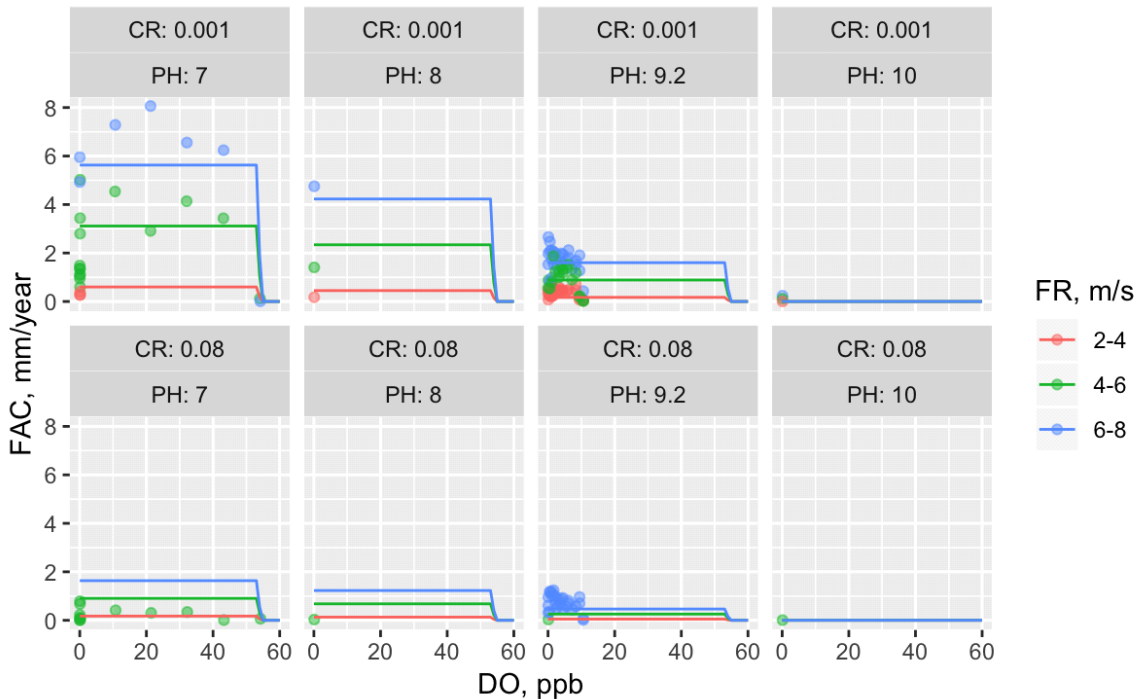 CR: 0.001 CR: 0.001 CR: 0.001 CR: 0.001
PH: 7 PH: 8 PH: 9.2 PH: 10
8
6
4
2
0
FAC, mm/year
CR: 0.08 CR: 0.08 CR: 0.08 CR: 0.08
PH: 7 PH: 8 PH: 9.2 PH: 10
8
6
4
2
0
0 20 40 60 0 20 40 60 0 20 40 60 0 20 40 60
DO, ppb
FR, m/s
2-4
4-6
6-8